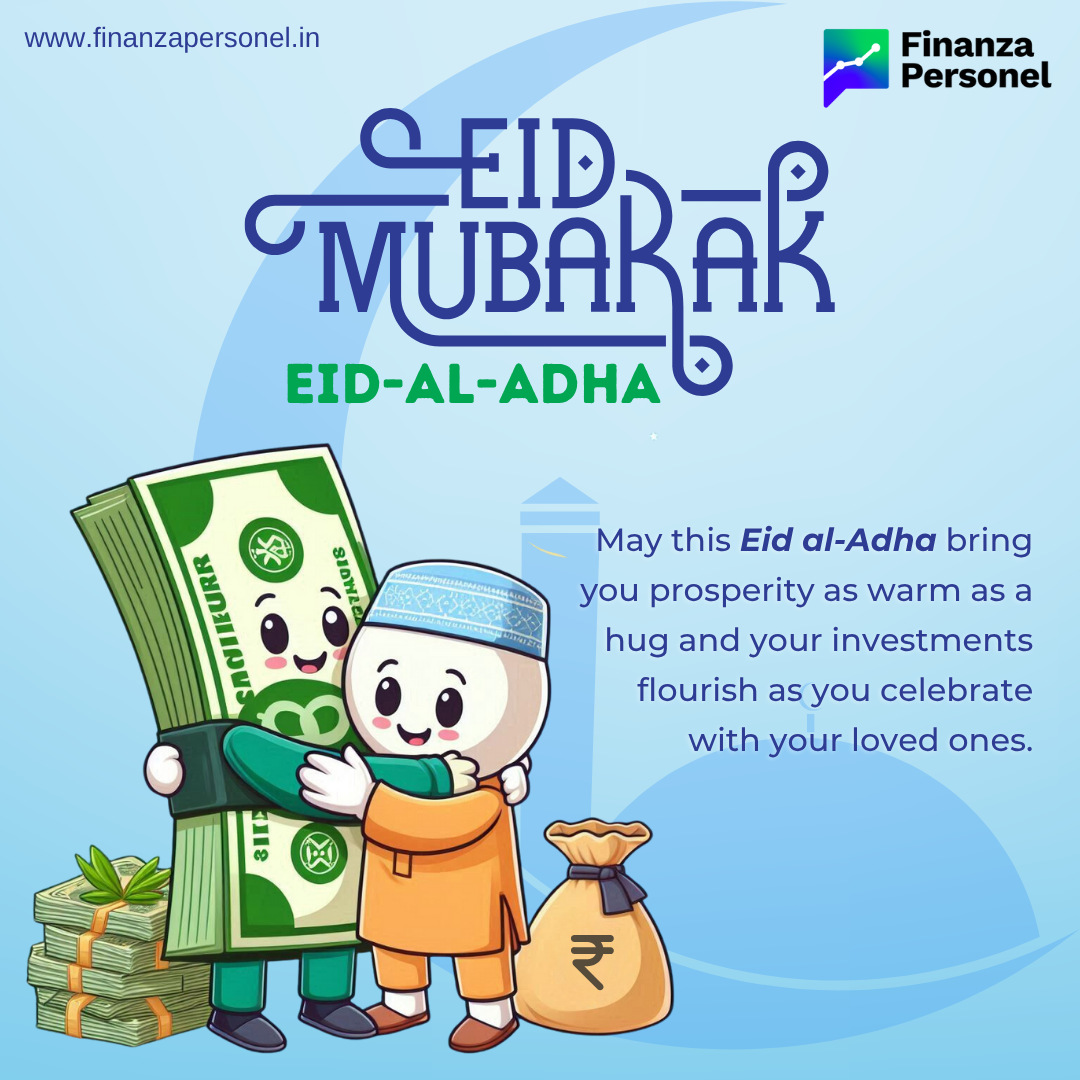 www.finanzapersonel.in
Finanza
Personel
EID
MUBARAK
EID-AL-ADHA
May this Eid al-Adha bring
you prosperity as warm as a
hug and your investments
flourish as you celebrate
with your loved ones.
₹